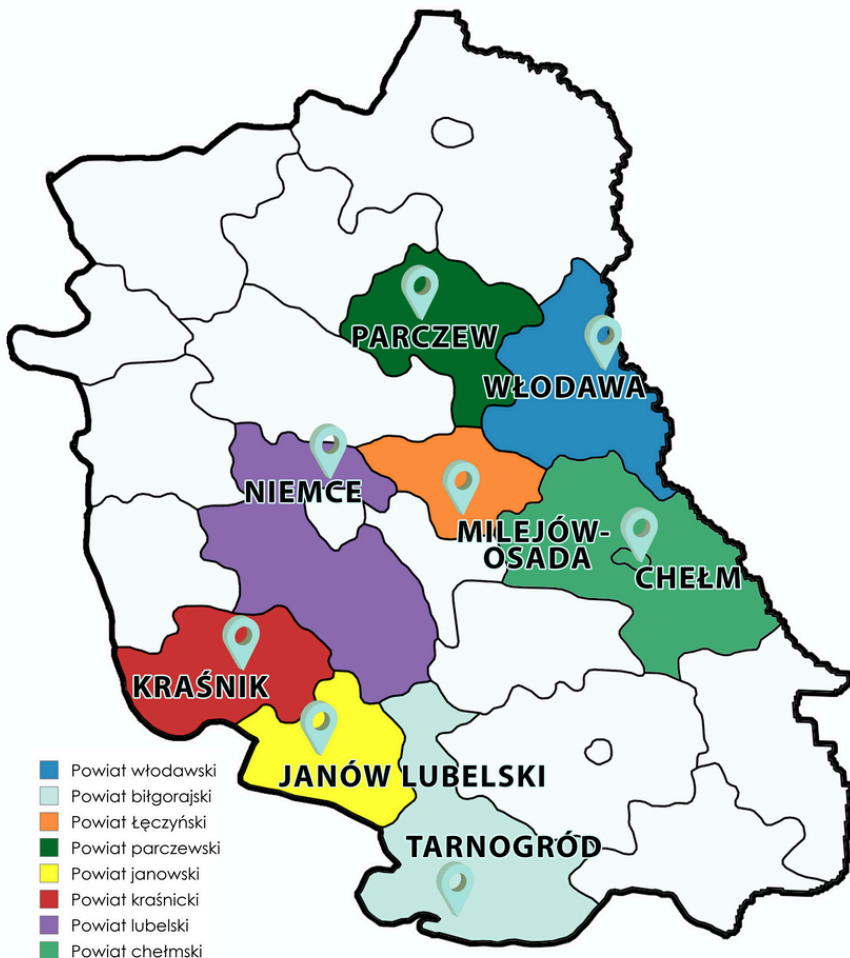 PARCZEW
WŁODAWA
NIEMCE
MILEJÓW-
OSADA
CHEŁM
KRAŚNIK
JANÓW LUBELSKI
TARNOGRÓD
Powiat włodawski
Powiat biłgorajski
Powiat Łęczyński
Powiat parczewski
Powiat janowski
Powiat kraśnicki
Powiat lubelski
Powiat chełmski